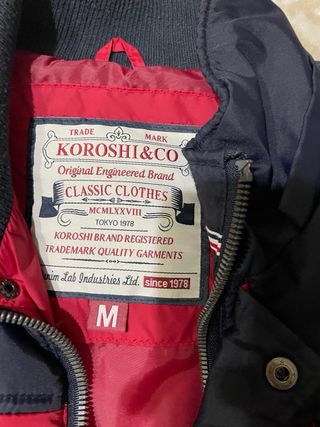 TRADE MARK
KOROSHI&CO
Original Engineered Brand
CLASSIC CLOTHES
MCMLXXVIII
TOKYO 1978
KOROSHI BRAND REGISTERED
TRADEMARK QUALITY GARMENTS
Lab Industries Ltd. since 1978
M